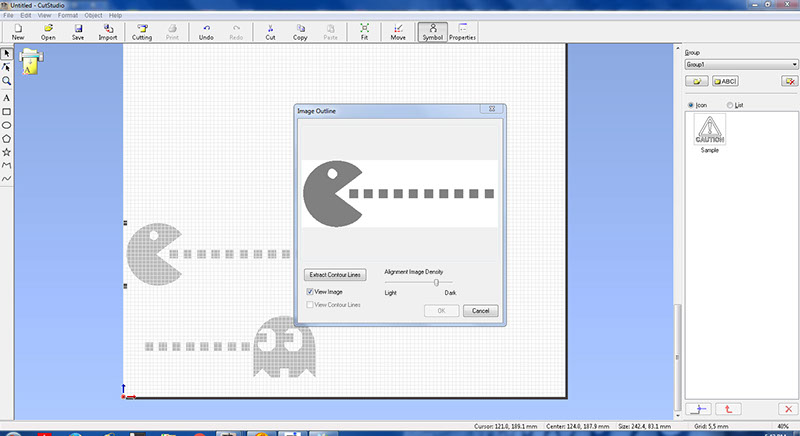 Untitled - CutStudio
File Edit View Format Object Help
New Open Save Import Cutting Print Undo Redo Cut Copy Paste Fit Move Symbol Properties
A
A
Group
Group1
ABC
Icon List
CAUTION
Sample
Image Outline
Extract Contour Lines
Alignment Image Density
View Image
Light Dark
View Contour Lines
OK Cancel
Cursor: 121.8, 189.1 mm Center: 124.8, 187.9 mm Size: 242.4, 83.1 mm Grid: 5,5 mm 40%